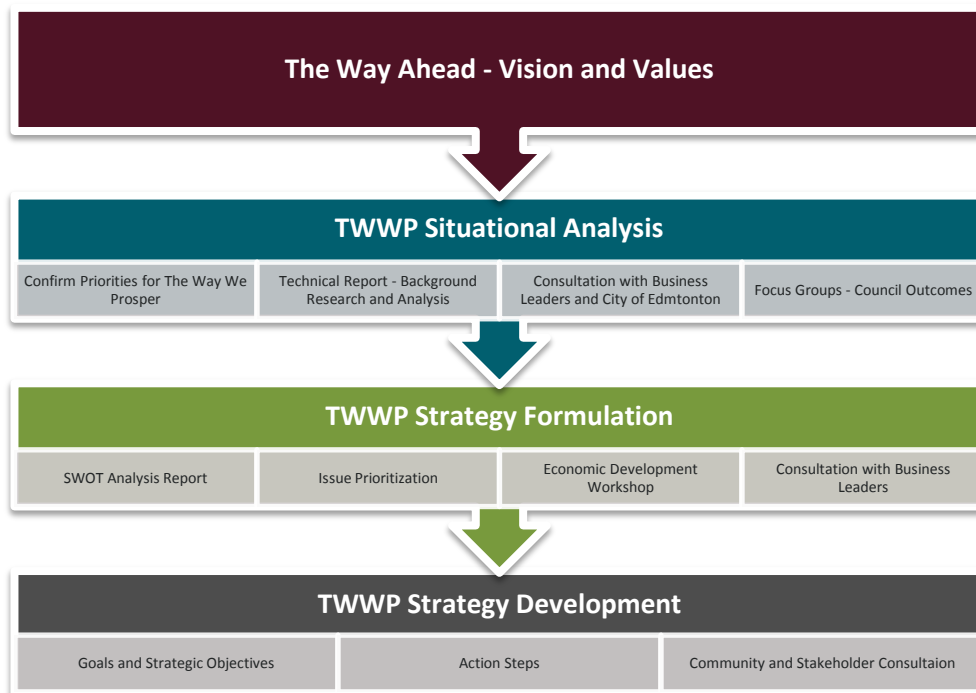 The Way Ahead - Vision and Values
TWWP Situational Analysis
Confirm Priorities for The Way We
Prosper
Technical Report - Background
Research and Analysis
Consultation with Business
Leaders and City of Edmtonton
Focus Groups - Council Outcomes
TWWP Strategy Formulation
SWOT Analysis Report
Issue Prioritization
Economic Development
Workshop
Consultation with Business
Leaders
TWWP Strategy Development
Goals and Strategic Objectives
Action Steps
Community and Stakeholder Consultaion